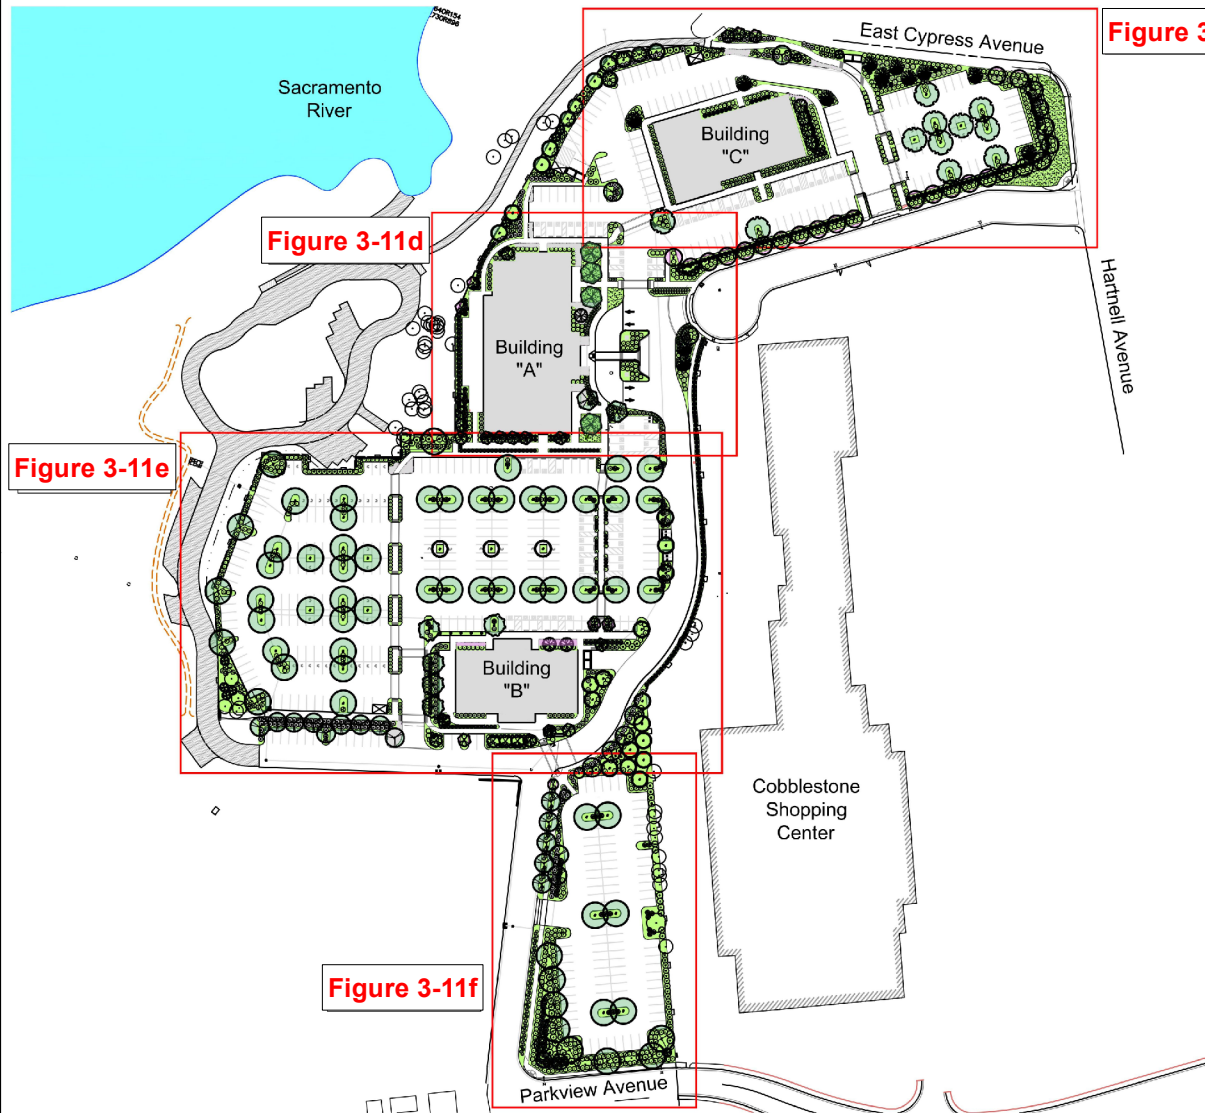 640R154
East Cypress Avenue
Figure 3
Sacramento
River
Building
"C"
Figure 3-11d
Hartnell Avenue
Building
"A"
Figure 3-11e
Building
"B"
Cobblestone
Shopping
Center
Figure 3-11f
Parkview Avenue